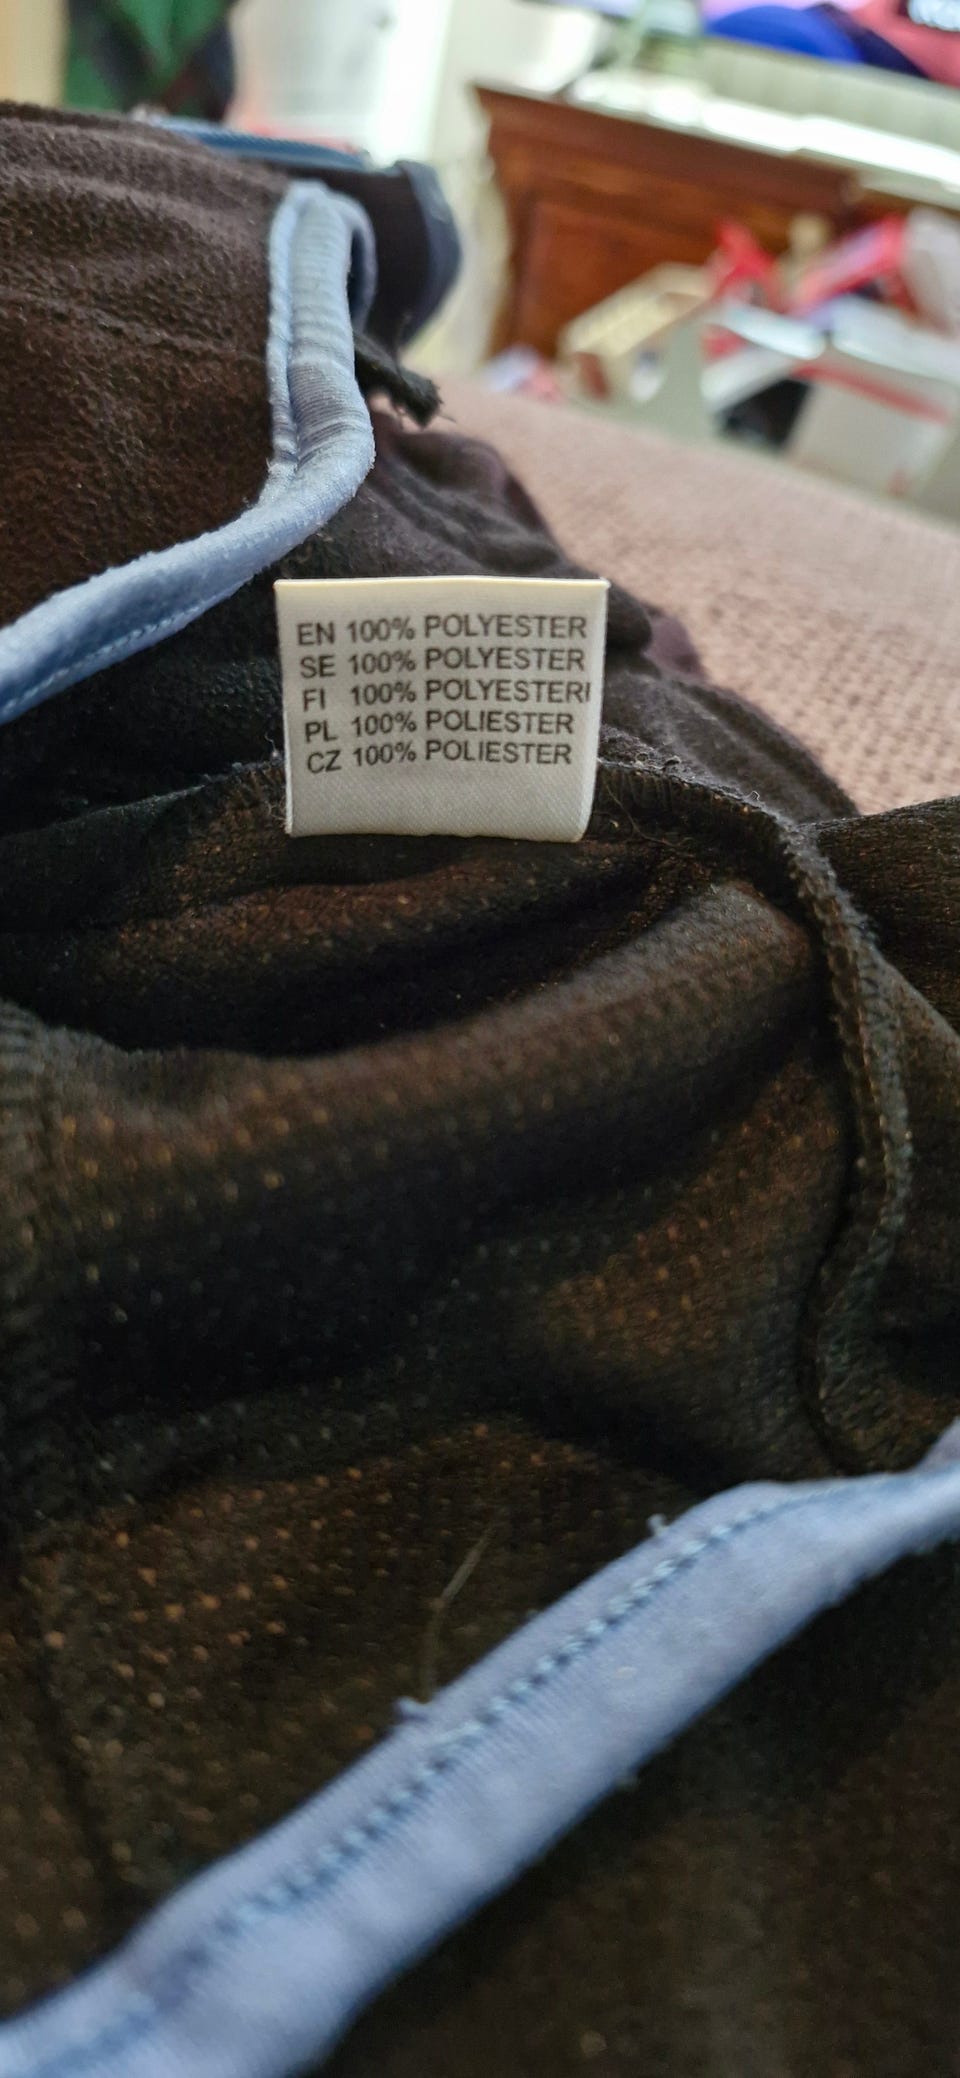 EN 100% POLYESTER
SE 100% POLYESTER
FI 100% POLYESTERI
PL 100% POLIESTER
CZ 100% POLIESTER